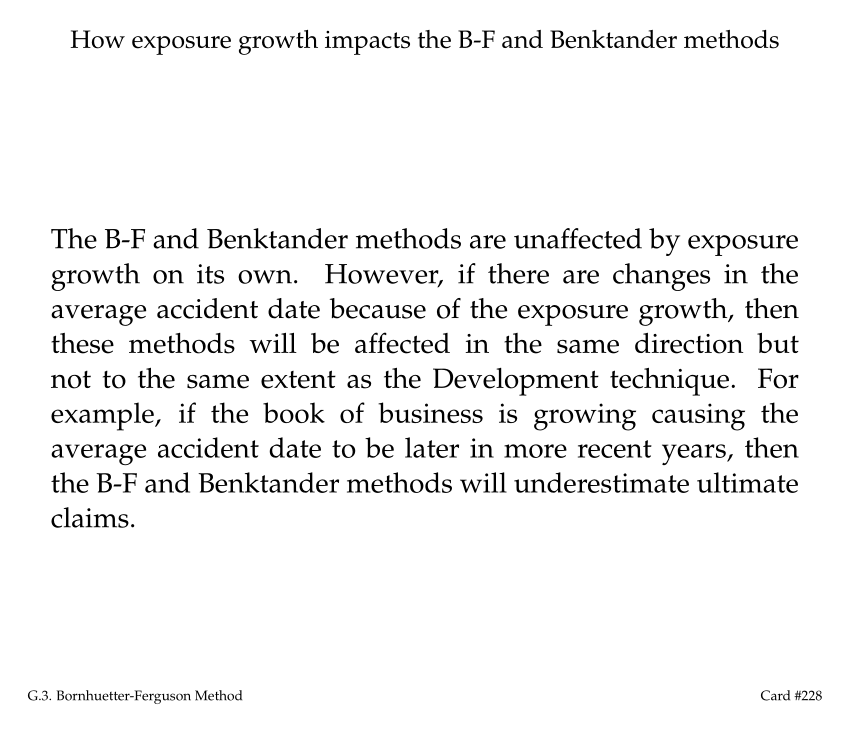 How exposure growth impacts the B-F and Benktander methods
The B-F and Benktander methods are unaffected by exposure
growth on its own. However, if there are changes in the
average accident date because of the exposure growth, then
these methods will be affected in the same direction but
not to the same extent as the Development technique. For
example, if the book of business is growing causing the
average accident date to be later in more recent years, then
the B-F and Benktander methods will underestimate ultimate
claims.
G.3. Bornhuetter-Ferguson Method
Card #228